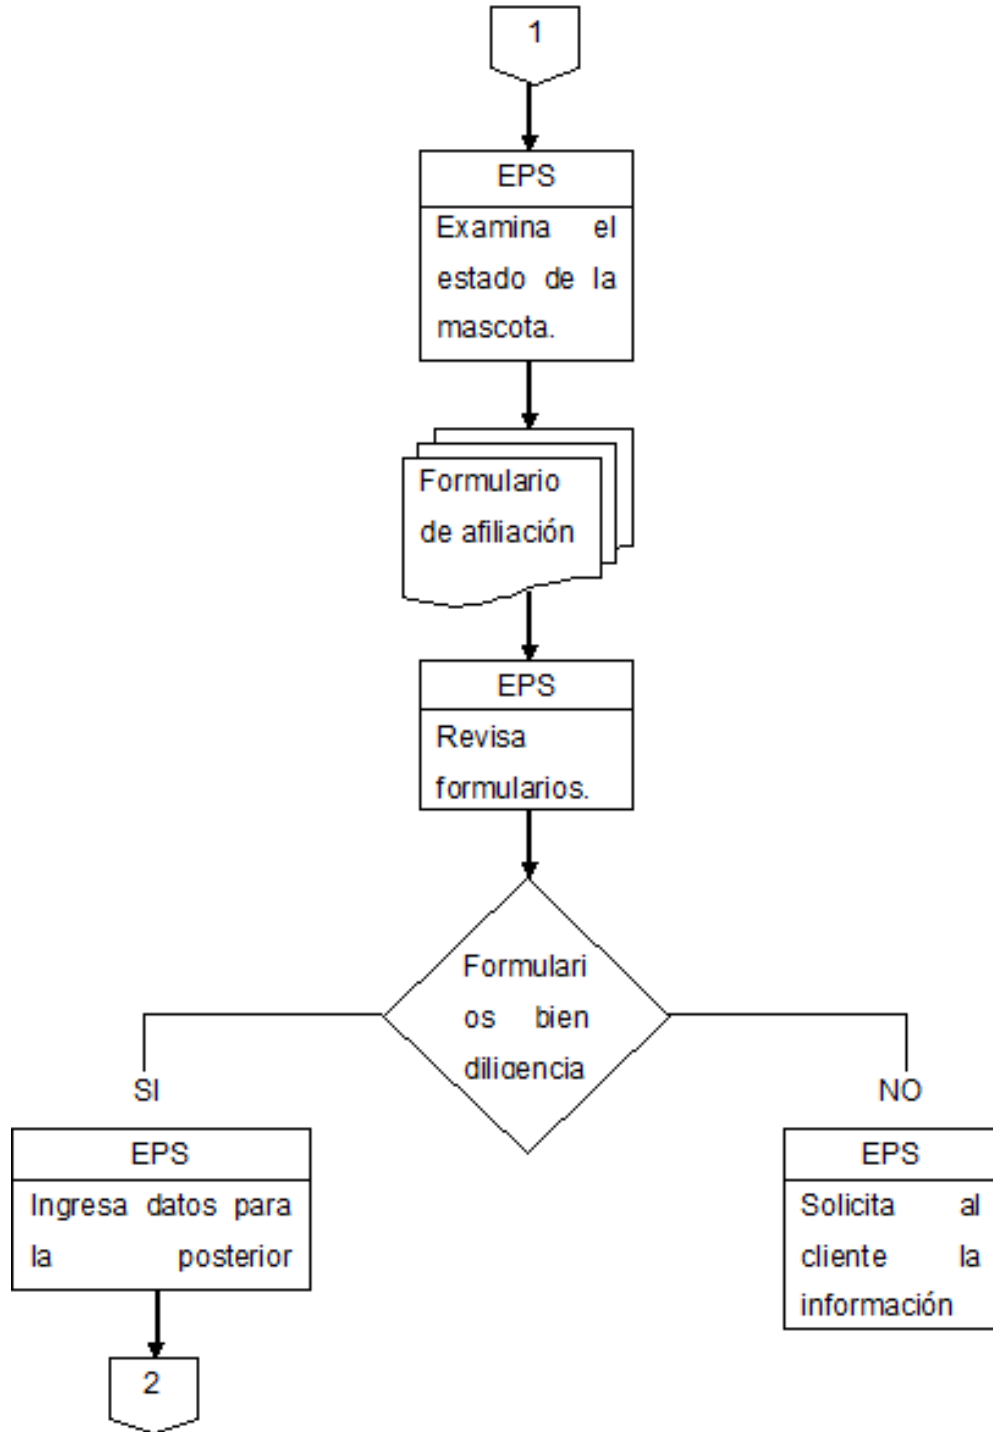 1
EPS
Examina el
estado de la
mascota.
Formulario
de afiliación
EPS
Revisa
formularios.
Formulari
os bien
diligencia
SI
NO
EPS
Ingresa datos para
la posterior
EPS
Solicita al
cliente la
información
2